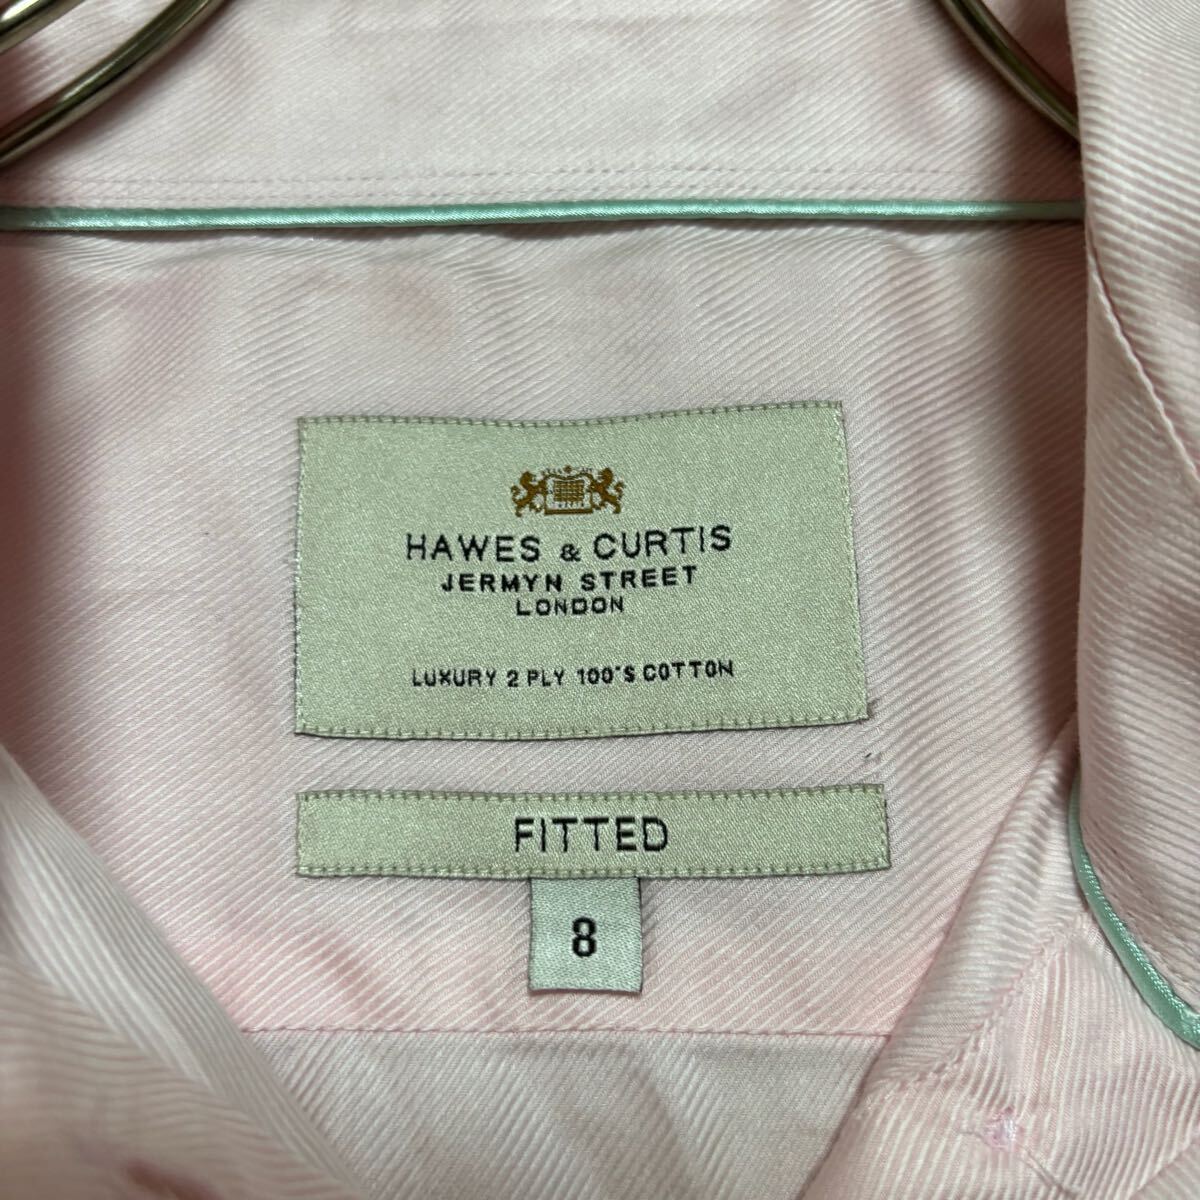 HAWES & CURTIS
JERMYN STREET
LONDON
LUXURY 2 PLY 100'S COTTON
FITTED
8